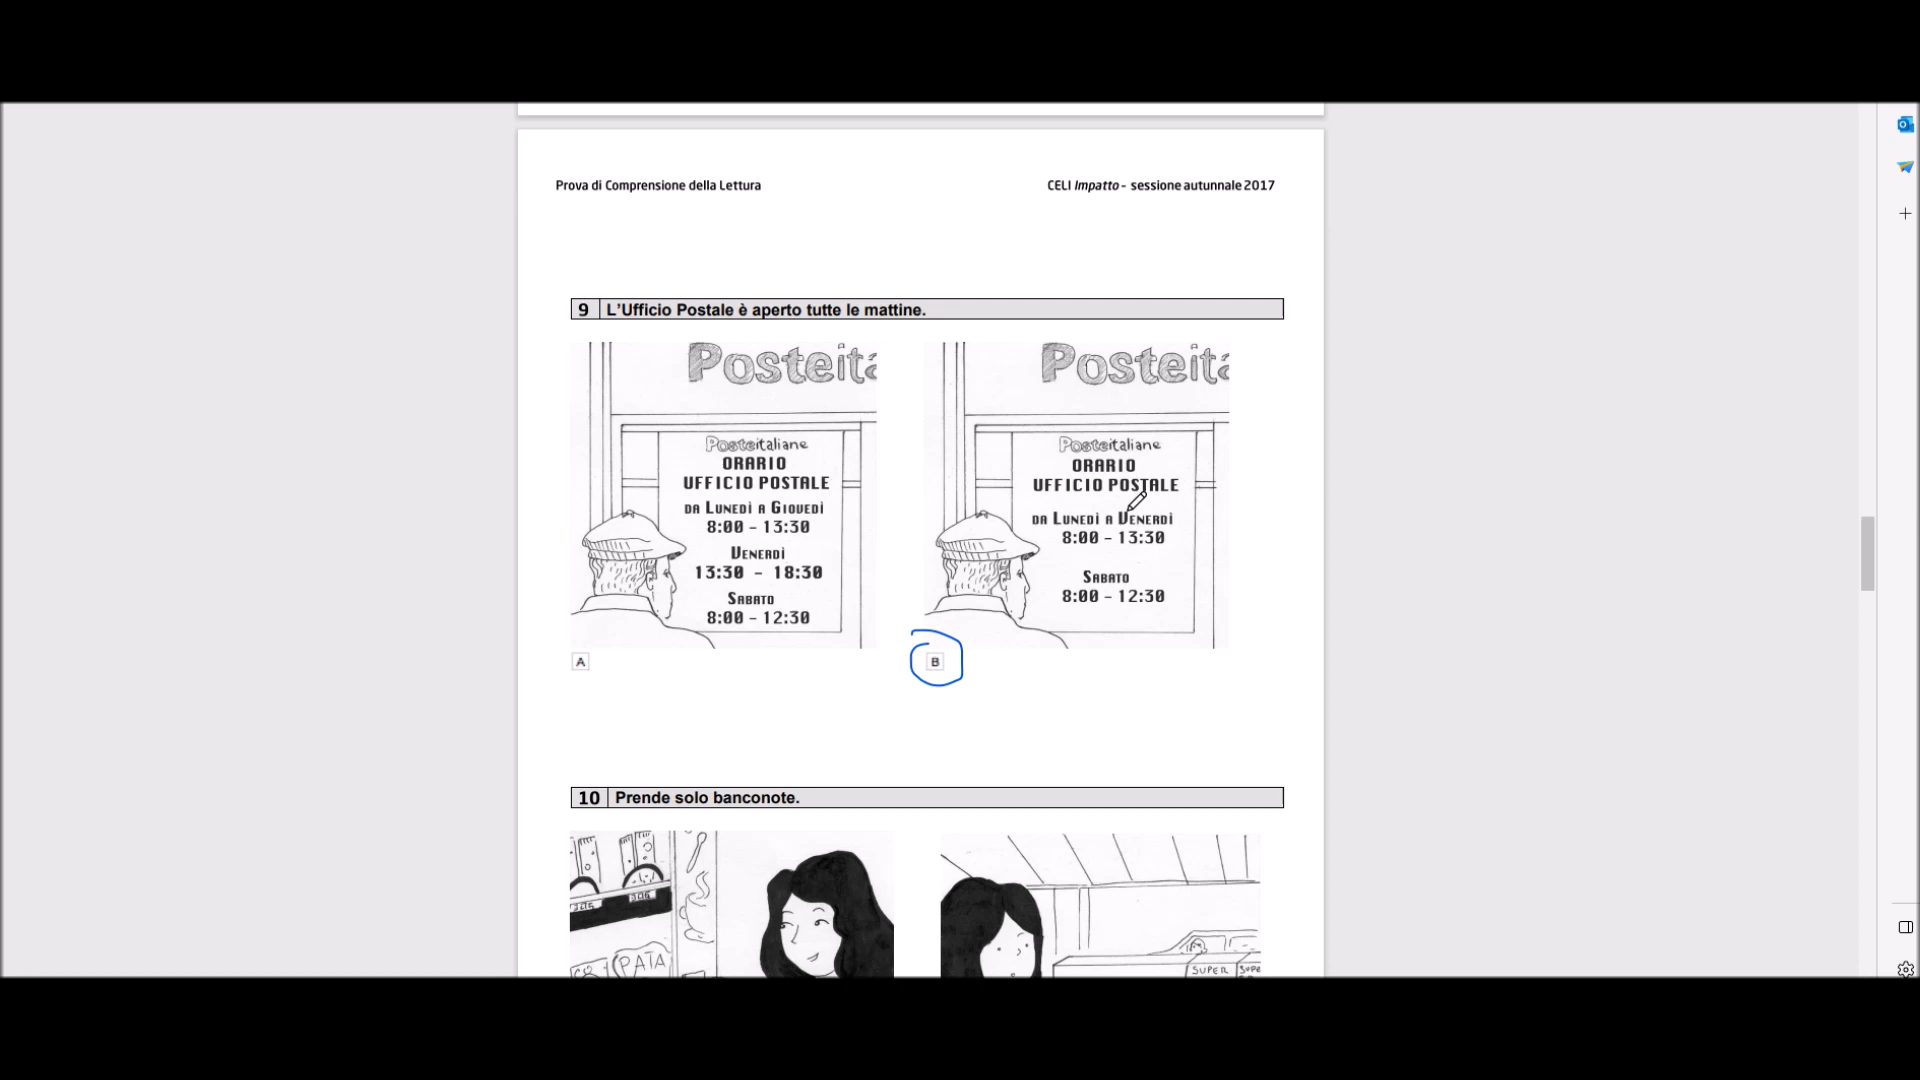 Prova di Comprensione della Lettura
CELI Impatto - sessione autunnale 2017
9 L'Ufficio Postale è aperto tutte le mattine.
Posteita
Posteitaliane
ORARIO
UFFICIO POSTALE
DA LUNEDÌ A GIOVEDÌ
8:00 - 13:30
VENERDÌ
13:30 - 18:30
SABATO
8:00 - 12:30
A
Posteita
Posteitaliane
ORARIO
UFFICIO POSTALE
DA LUNEDÌ A VENERDÌ
8:00 - 13:30
SABATO
8:00 - 12:30
B
10 Prende solo banconote.
PATA
SUPER
SUPE